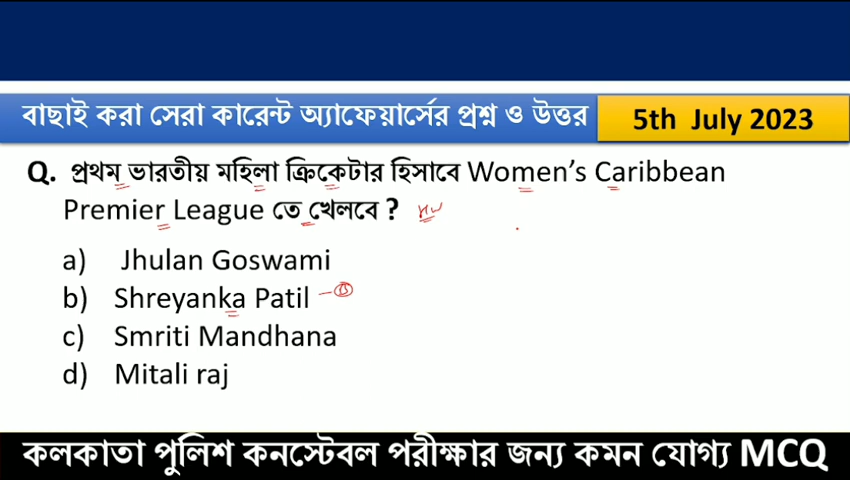 বাছাই করা সেরা কারেন্ট অ্যাফেয়ার্সের প্রশ্ন ও উত্তর 5th July 2023
Q. প্রথম ভারতীয় মহিলা ক্রিকেটার হিসাবে Women's Caribbean
Premier League তে খেলবে ?
a) Jhulan Goswami
b) Shreyanka Patil
c) Smriti Mandhana
d) Mitali raj
কলকাতা পুলিশ কনস্টেবল পরীক্ষার জন্য কমন যোগ্য MCQ